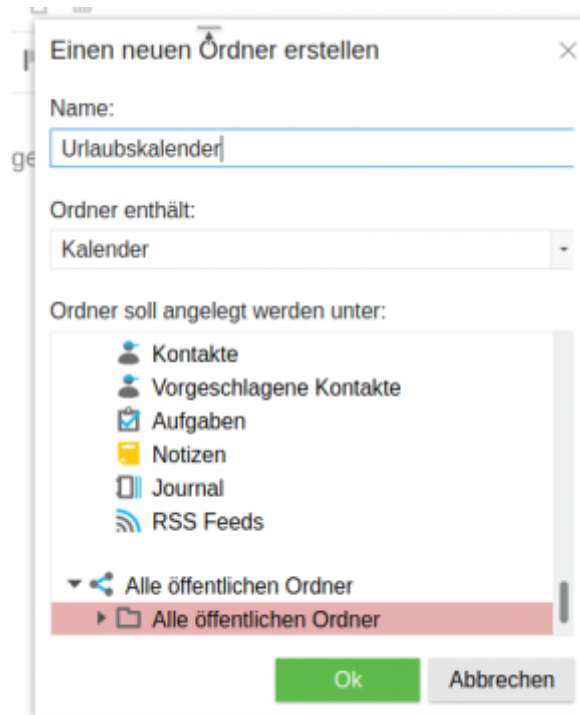 Einen neuen Ordner erstellen
Name:
Urlaubskalender
Ordner enthält:
Kalender
Ordner soll angelegt werden unter:
Kontakte
Vorgeschlagene Kontakte
Aufgaben
Notizen
Journal
RSS Feeds
Alle öffentlichen Ordner
Alle öffentlichen Ordner
Ok Abbrechen